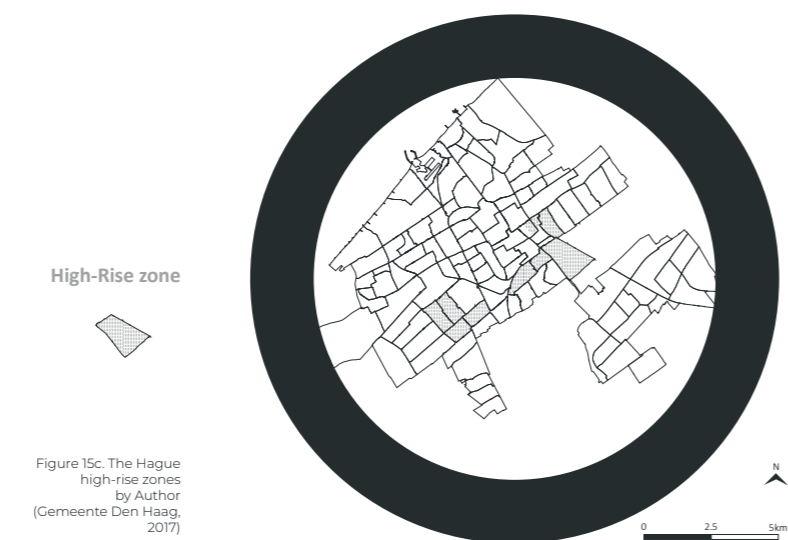 High-Rise zone
Figure 15c. The Hague
high-rise zones
by Author
(Gemeente Den Haag,
2017)
N
0 2.5 5km